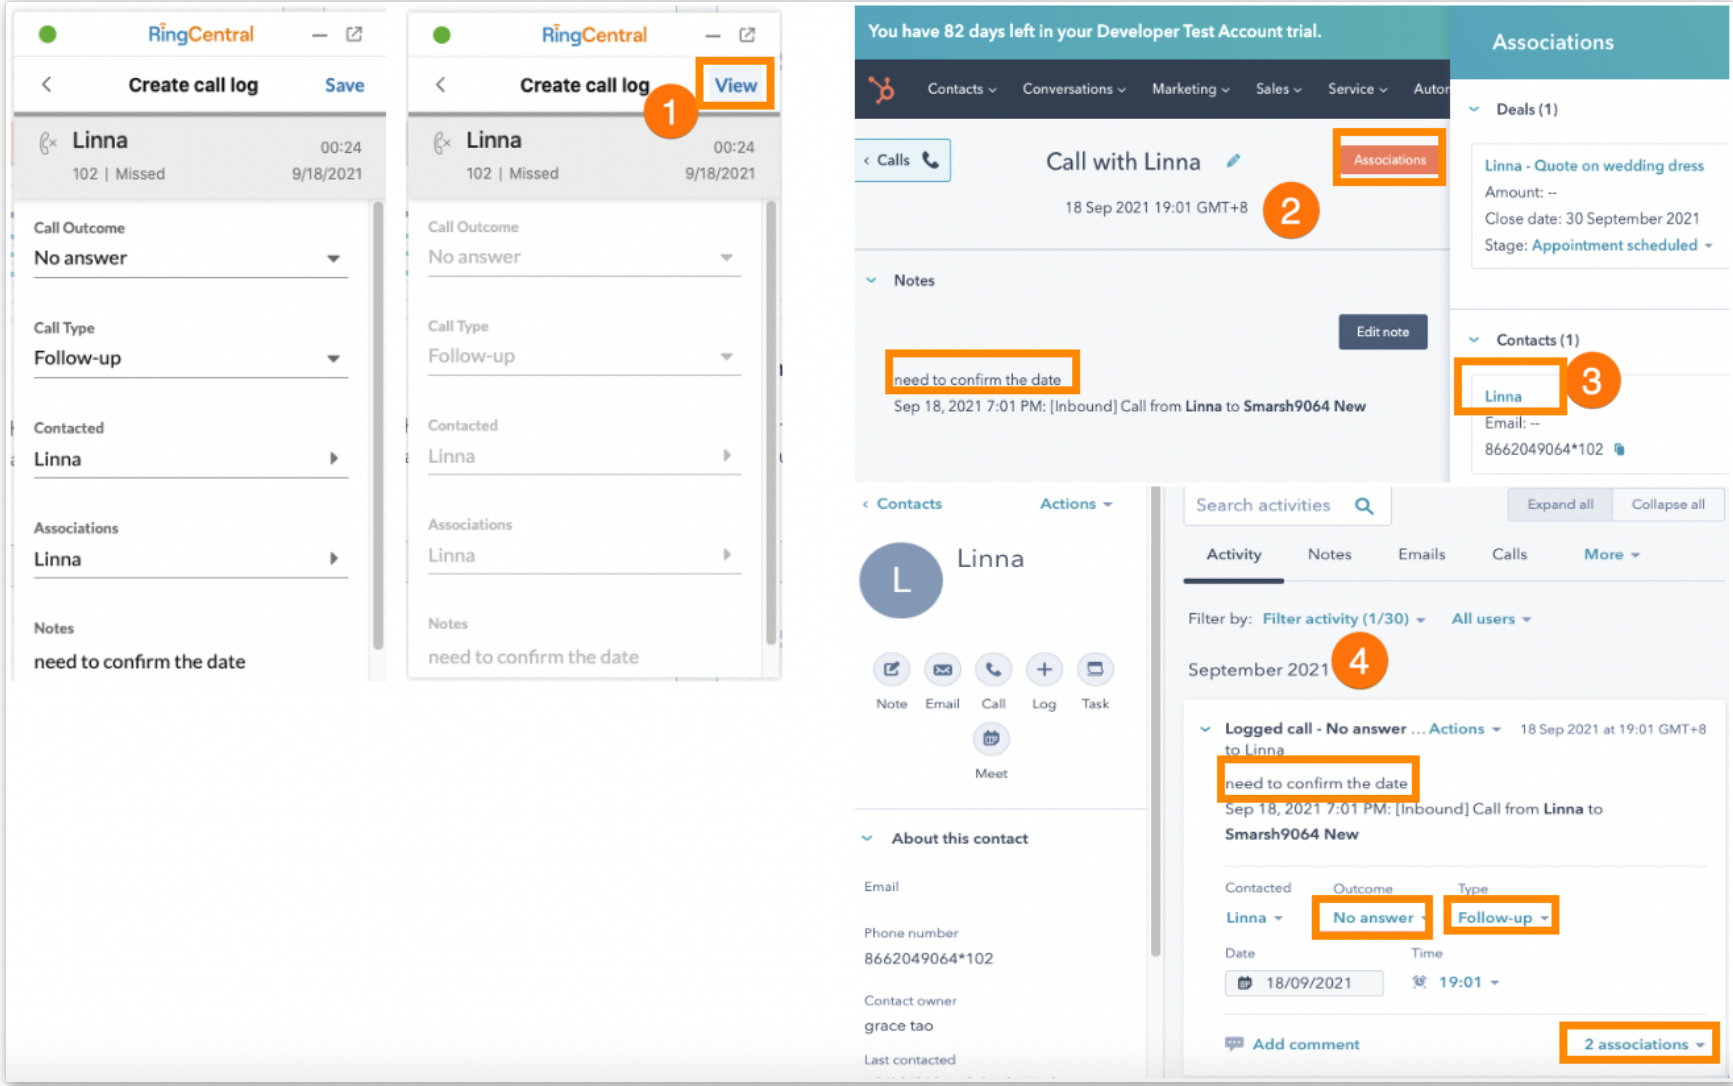 RingCentral
Create call log
Save
Linna
00:24
102 | Missed
9/18/2021
Call Outcome
No answer
Call Type
Follow-up
Contacted
Linna
Associations
Linna
Notes
need to confirm the date
RingCentral
Create call log
View
1
Linna
00:24
102 | Missed
9/18/2021
Call Outcome
No answer
Call Type
Follow-up
Contacted
Linna
Associations
Linna
Notes
need to confirm the date
You have 82 days left in your Developer Test Account trial.
Contacts
Conversations
Marketing
Sales
Service
Autor
Calls
Call with Linna
Associations
18 Sep 2021 19:01 GMT+8
2
Notes
Edit note
need to confirm the date
Sep 18, 2021 7:01 PM: [Inbound] Call from Linna to Smarsh9064 New
Associations
Deals (1)
Linna - Quote on wedding dress
Amount: --
Close date: 30 September 2021
Stage: Appointment scheduled
Contacts (1)
3
Linna
Email: --
8662049064*102
Contacts
Actions
L
Linna
Note
Email
Call
Log
Task
Meet
About this contact
Email
Phone number
8662049064*102
Contact owner
grace tao
Last contacted
Search activities
Expand all
Collapse all
Activity
Notes
Emails
Calls
More
Filter by: Filter activity (1/30)
All users
September 2021
4
Logged call - No answer ... Actions
18 Sep 2021 at 19:01 GMT+8
to Linna
need to confirm the date
Sep 18, 2021 7:01 PM: [Inbound] Call from Linna to
Smarsh9064 New
Contacted
Outcome
Type
Linna
No answer
Follow-up
Date
Time
18/09/2021
19:01
Add comment
2 associations